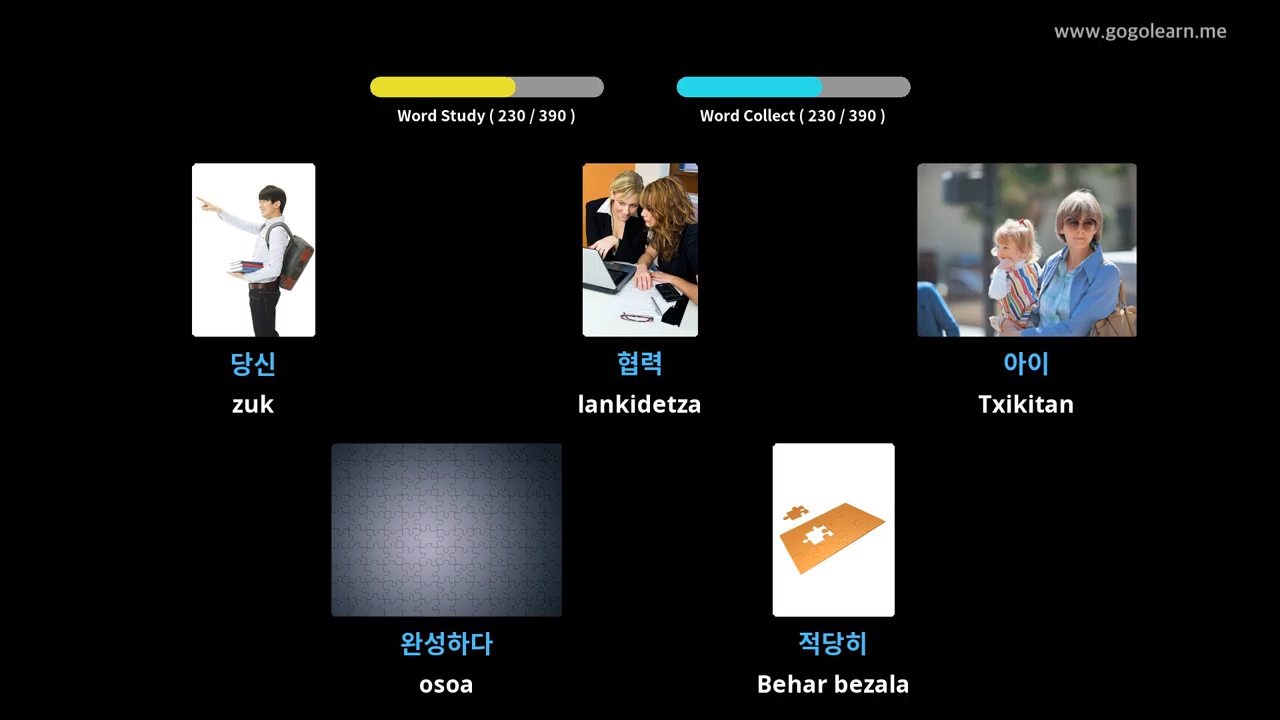 www.gogolearn.me
Word Study ( 230 / 390 )
Word Collect ( 230 / 390 )
당신
zuk
협력
lankidetza
아이
Txikitan
완성하다
osoa
적당히
Behar bezala